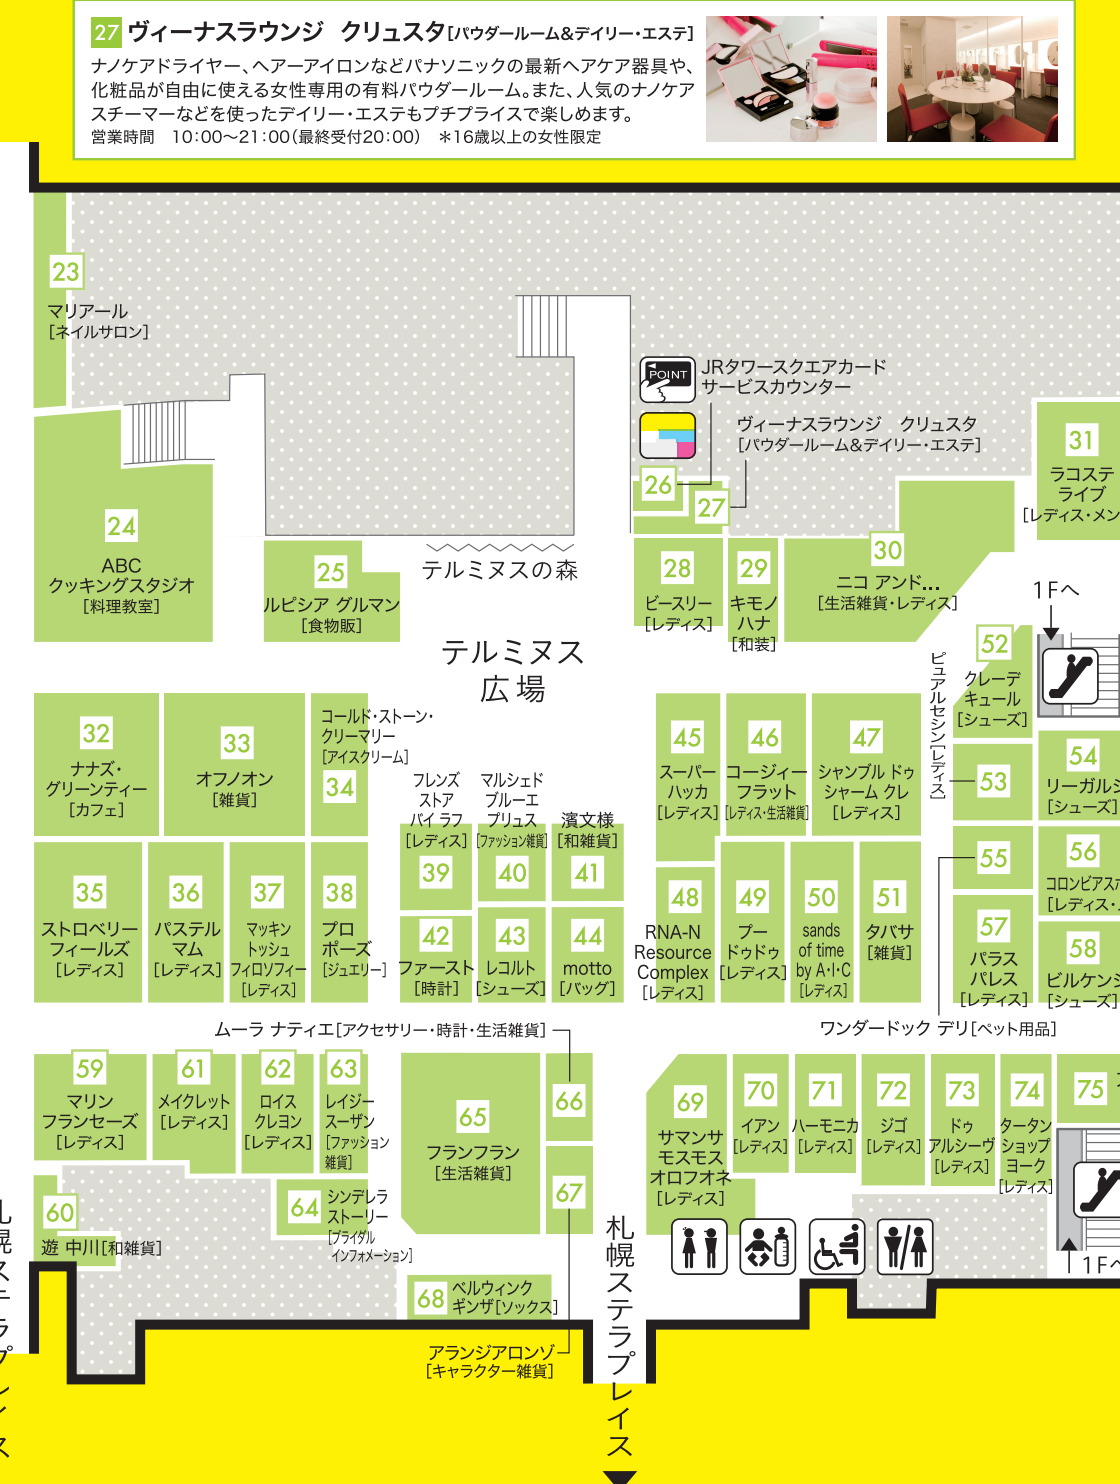 27 ヴィーナスラウンジ クリュスタ[パウダールーム&デイリー・エステ]
ナノケアドライヤー、ヘアーアイロンなどパナソニックの最新ヘアケア器具や、
化粧品が自由に使える女性専用の有料パウダールーム。また、人気のナノケア
スチーマーなどを使ったデイリー・エステもプチプライスで楽しめます。
営業時間 10:00〜21:00(最終受付20:00) *16歳以上の女性限定
23
マリアール
[ネイルサロン]
POINT
JRタワースクエアカード
サービスカウンター
ヴィーナスラウンジ クリュスタ
[パウダールーム&デイリー・エステ]
26
27
31
ラコステ
ライブ
[レディス・メン
24
ABC
クッキングスタジオ
[料理教室]
25
ルピシア グルマン
[食物販]
テルミヌスの森
28
ビースリー
[レディス]
29
キモノ
ハナ
[和装]
30
ニコ アンド...
[生活雑貨・レディス]
1Fへ
テルミヌス
広場
52
クレーデ
キュール
[シューズ]
ピュアルセシン[レディス]
53
54
リーガルシ
[シューズ]
32
ナナズ・
グリーンティー
[カフェ]
33
オフノオン
[雑貨]
コールド・ストーン・
クリーマリー
[アイスクリーム]
34
45
スーパー
ハッカ
[レディス]
46
コージィー
フラット
[レディス・生活雑貨]
47
シャンブル ドゥ
シャーム クレ
[レディス]
フレンズ
ストア
バイ ラフ
[レディス]
39
マルシェド
ブルーエ
プリュス
[ファッション雑貨]
40
濱文様
[和雑貨]
41
55
56
コロンビアスポ
[レディス・
35
ストロベリー
フィールズ
[レディス]
36
パステル
マム
[レディス]
37
マッキン
トッシュ
フィロソフィー
[レディス]
38
プロ
ポーズ
[ジュエリー]
42
ファースト
[時計]
43
レコルト
[シューズ]
44
motto
[バッグ]
48
RNA-N
Resource
Complex
[レディス]
49
プー
ドゥドゥ
[レディス]
50
sands
of time
by A・I・C
[レディス]
51
タバサ
[雑貨]
57
パラス
パレス
[レディス]
58
ビルケンシ
[シューズ]
ムーラ ナティエ[アクセサリー・時計・生活雑貨]
ワンダードック デリ[ペット用品]
59
マリン
フランセーズ
[レディス]
61
メイクレット
[レディス]
62
ロイス
クレヨン
[レディス]
63
レイジー
スーザン
[ファッション
雑貨]
65
フランフラン
[生活雑貨]
66
67
69
サマンサ
モスモス
オロフオネ
[レディス]
70
イアン
[レディス]
71
ハーモニカ
[レディス]
72
ジゴ
[レディス]
73
ドゥ
アルシーヴ
[レディス]
74
タータン
ショップ
ヨーク
[レディス]
75
60
遊 中川[和雑貨]
64
シンデレラ
ストーリー
[ブライダル
インフォメーション]
68
ベルウィンク
ギンザ[ソックス]
アランジアロンゾ
[キャラクター雑貨]
1Fへ
札幌ステラプレイス
札幌ステラプレイス